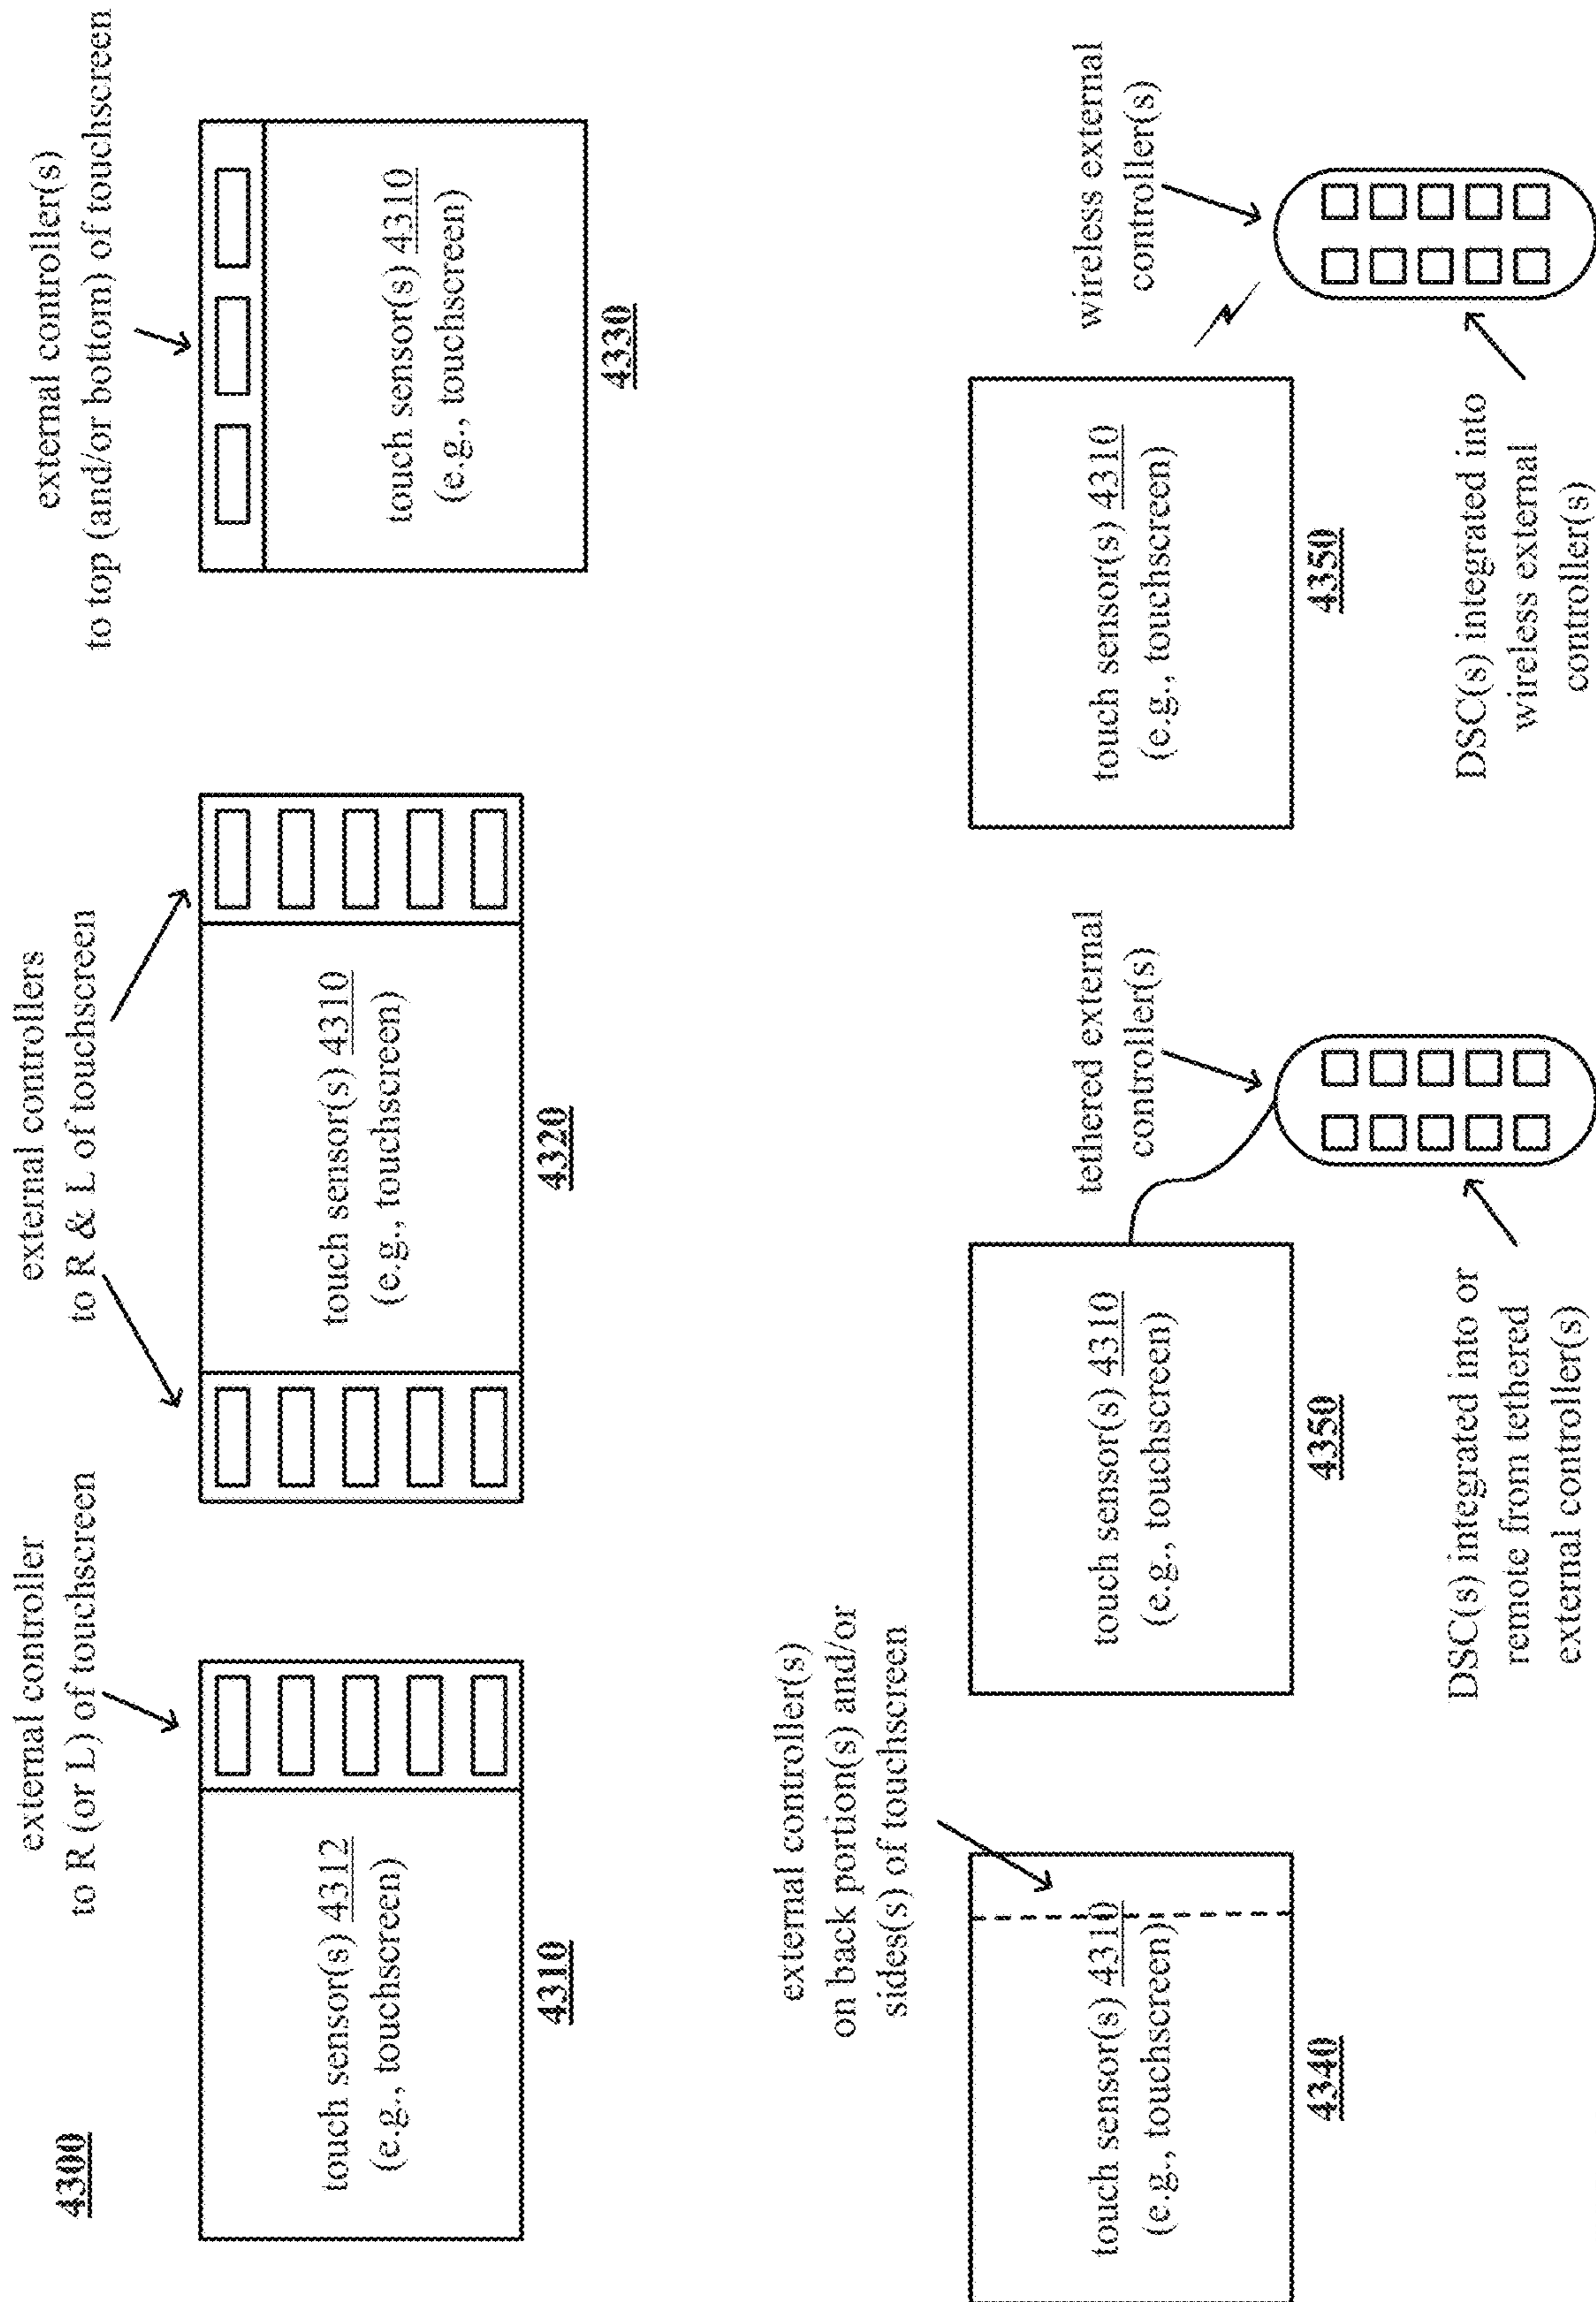 4300
external controller
to R (or L) of touchscreen
touch sensor(s) 4312
(e.g., touchscreen)
4310
external controllers
to R & L of touchscreen
touch sensor(s) 4310
(e.g., touchscreen)
4320
external controller(s)
to top (and/or bottom) of touchscreen
touch sensor(s) 4310
(e.g., touchscreen)
4330
external controller(s)
on back portion(s) and/or
sides(s) of touchscreen
touch sensor(s) 4310
(e.g., touchscreen)
4340
tethered external
controller(s)
touch sensor(s) 4310
(e.g., touchscreen)
4350
DSC(s) integrated into or
remote from tethered
external controller(s)
wireless external
controller(s)
touch sensor(s) 4310
(e.g., touchscreen)
4350
DSC(s) integrated into
wireless external
controller(s)